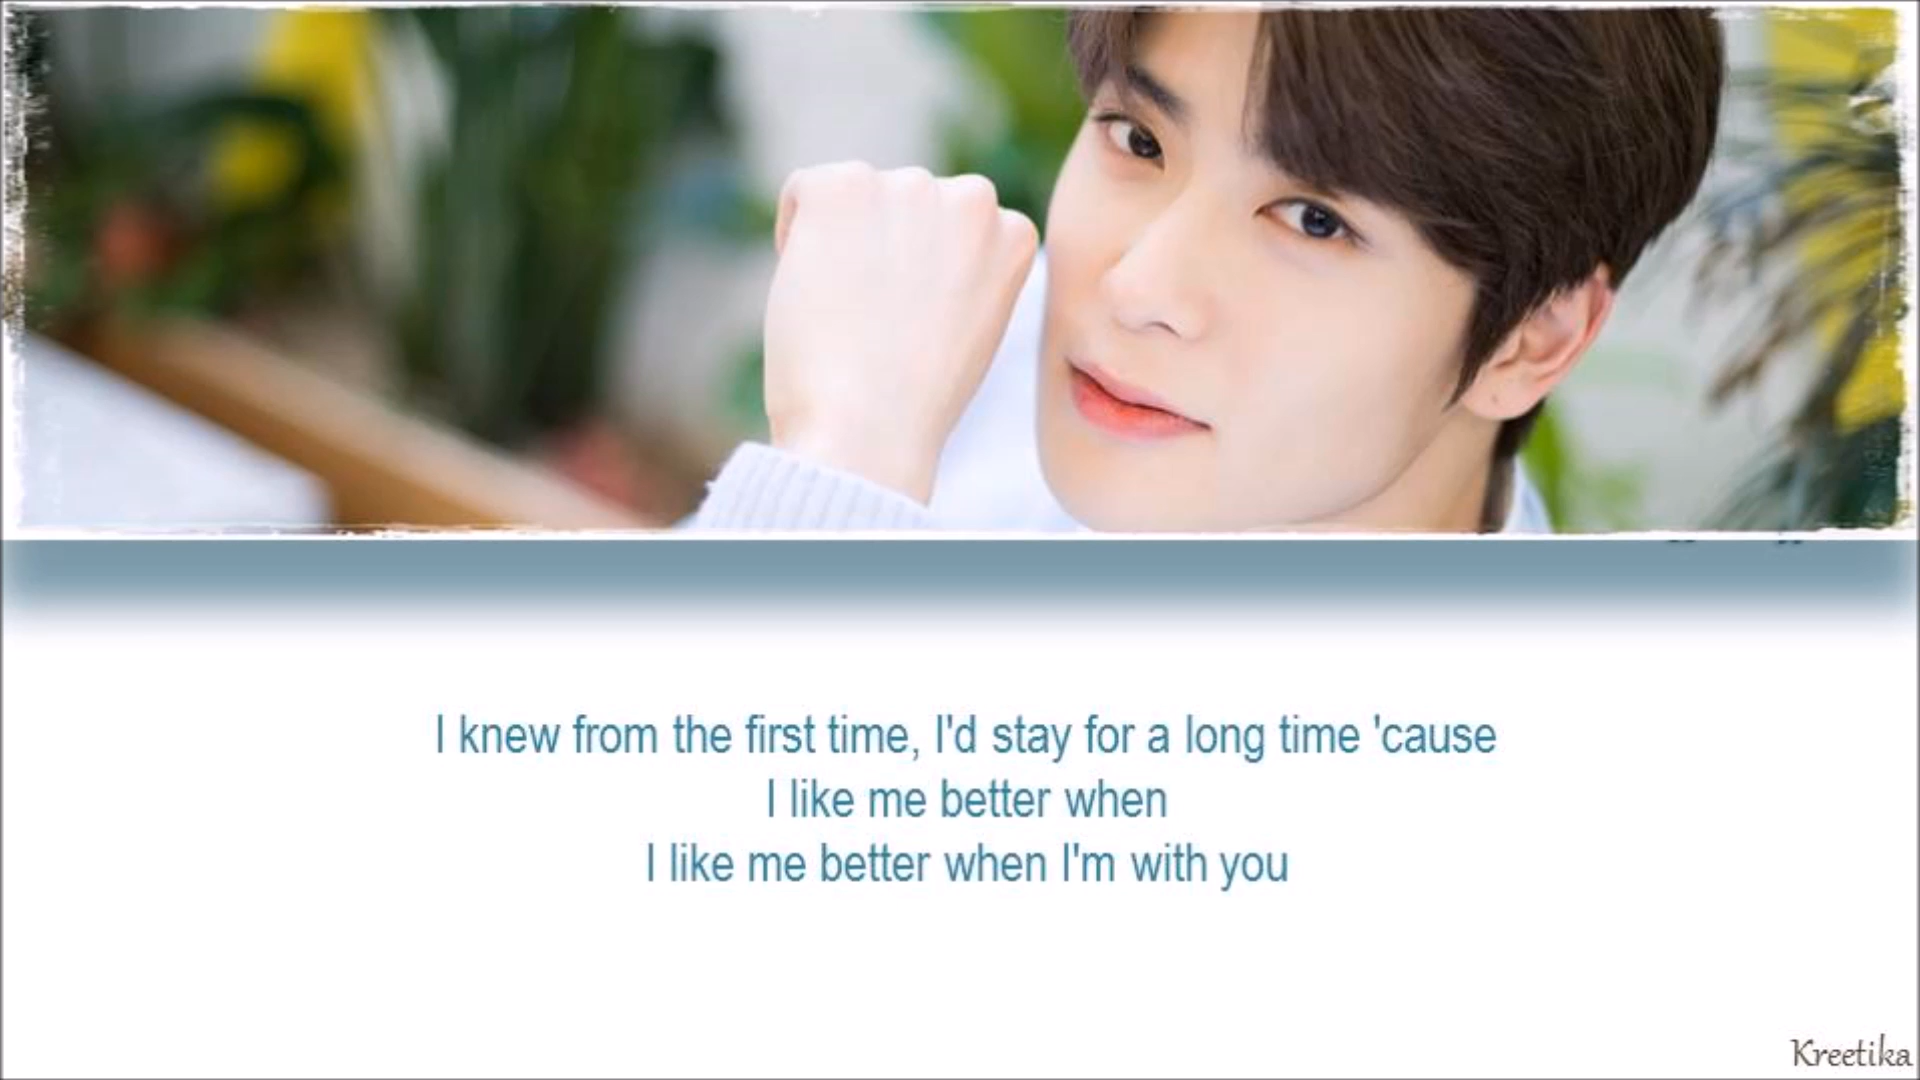 I knew from the first time, I'd stay for a long time 'cause
I like me better when
I like me better when I'm with you
Kreetika